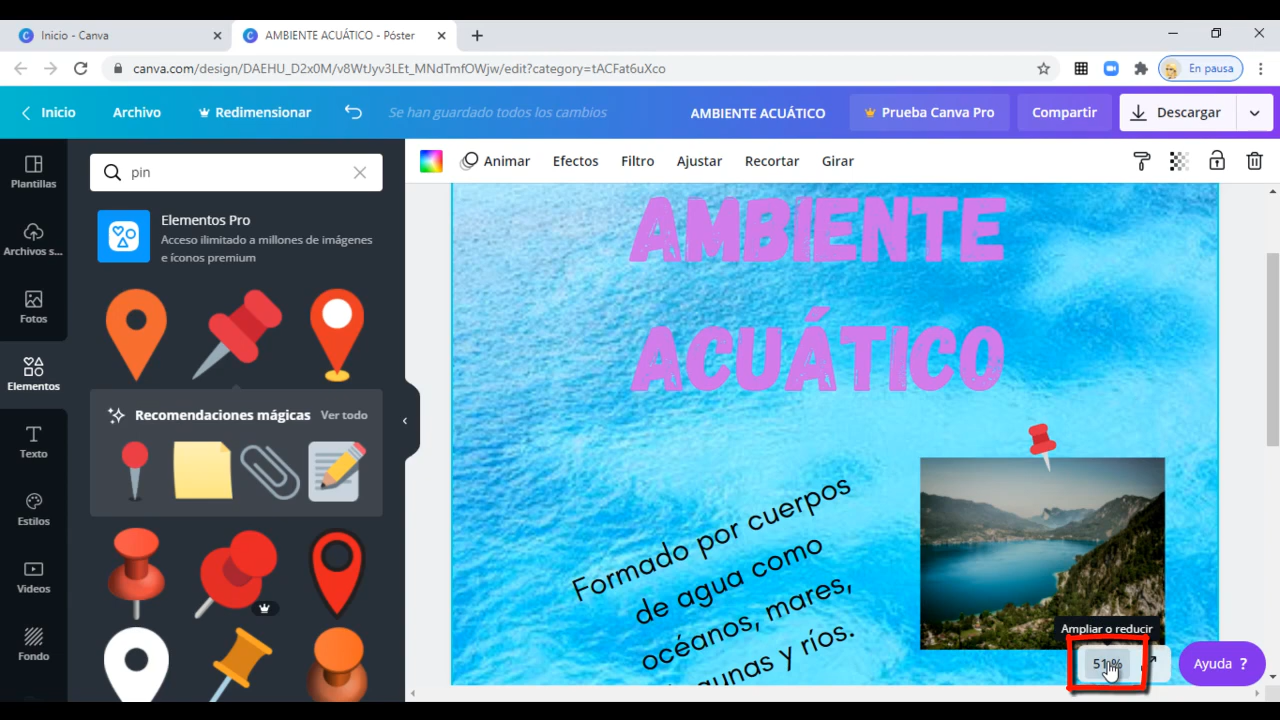 Inicio - Canva
AMBIENTE ACUÁTICO - Póster
canva.com/design/DAEHU_D2x0M/v8WtJyv3LEt_MNdTmfOWjw/edit?category=tACFat6uXco
En pausa
Inicio
Archivo
Redimensionar
Se han guardado todos los cambios
AMBIENTE ACUÁTICO
Prueba Canva Pro
Compartir
Descargar
Plantillas
Archivos s...
Fotos
Elementos
Texto
Estilos
Videos
Fondo
pin
Elementos Pro
Acceso ilimitado a millones de imágenes
e íconos premium
Recomendaciones mágicas
Ver todo
Animar
Efectos
Filtro
Ajustar
Recortar
Girar
AMBIENTE
ACUÁTICO
Formado por cuerpos
de agua como
océanos, mares,
y ríos.
Ampliar o reducir
51 %
Ayuda ?